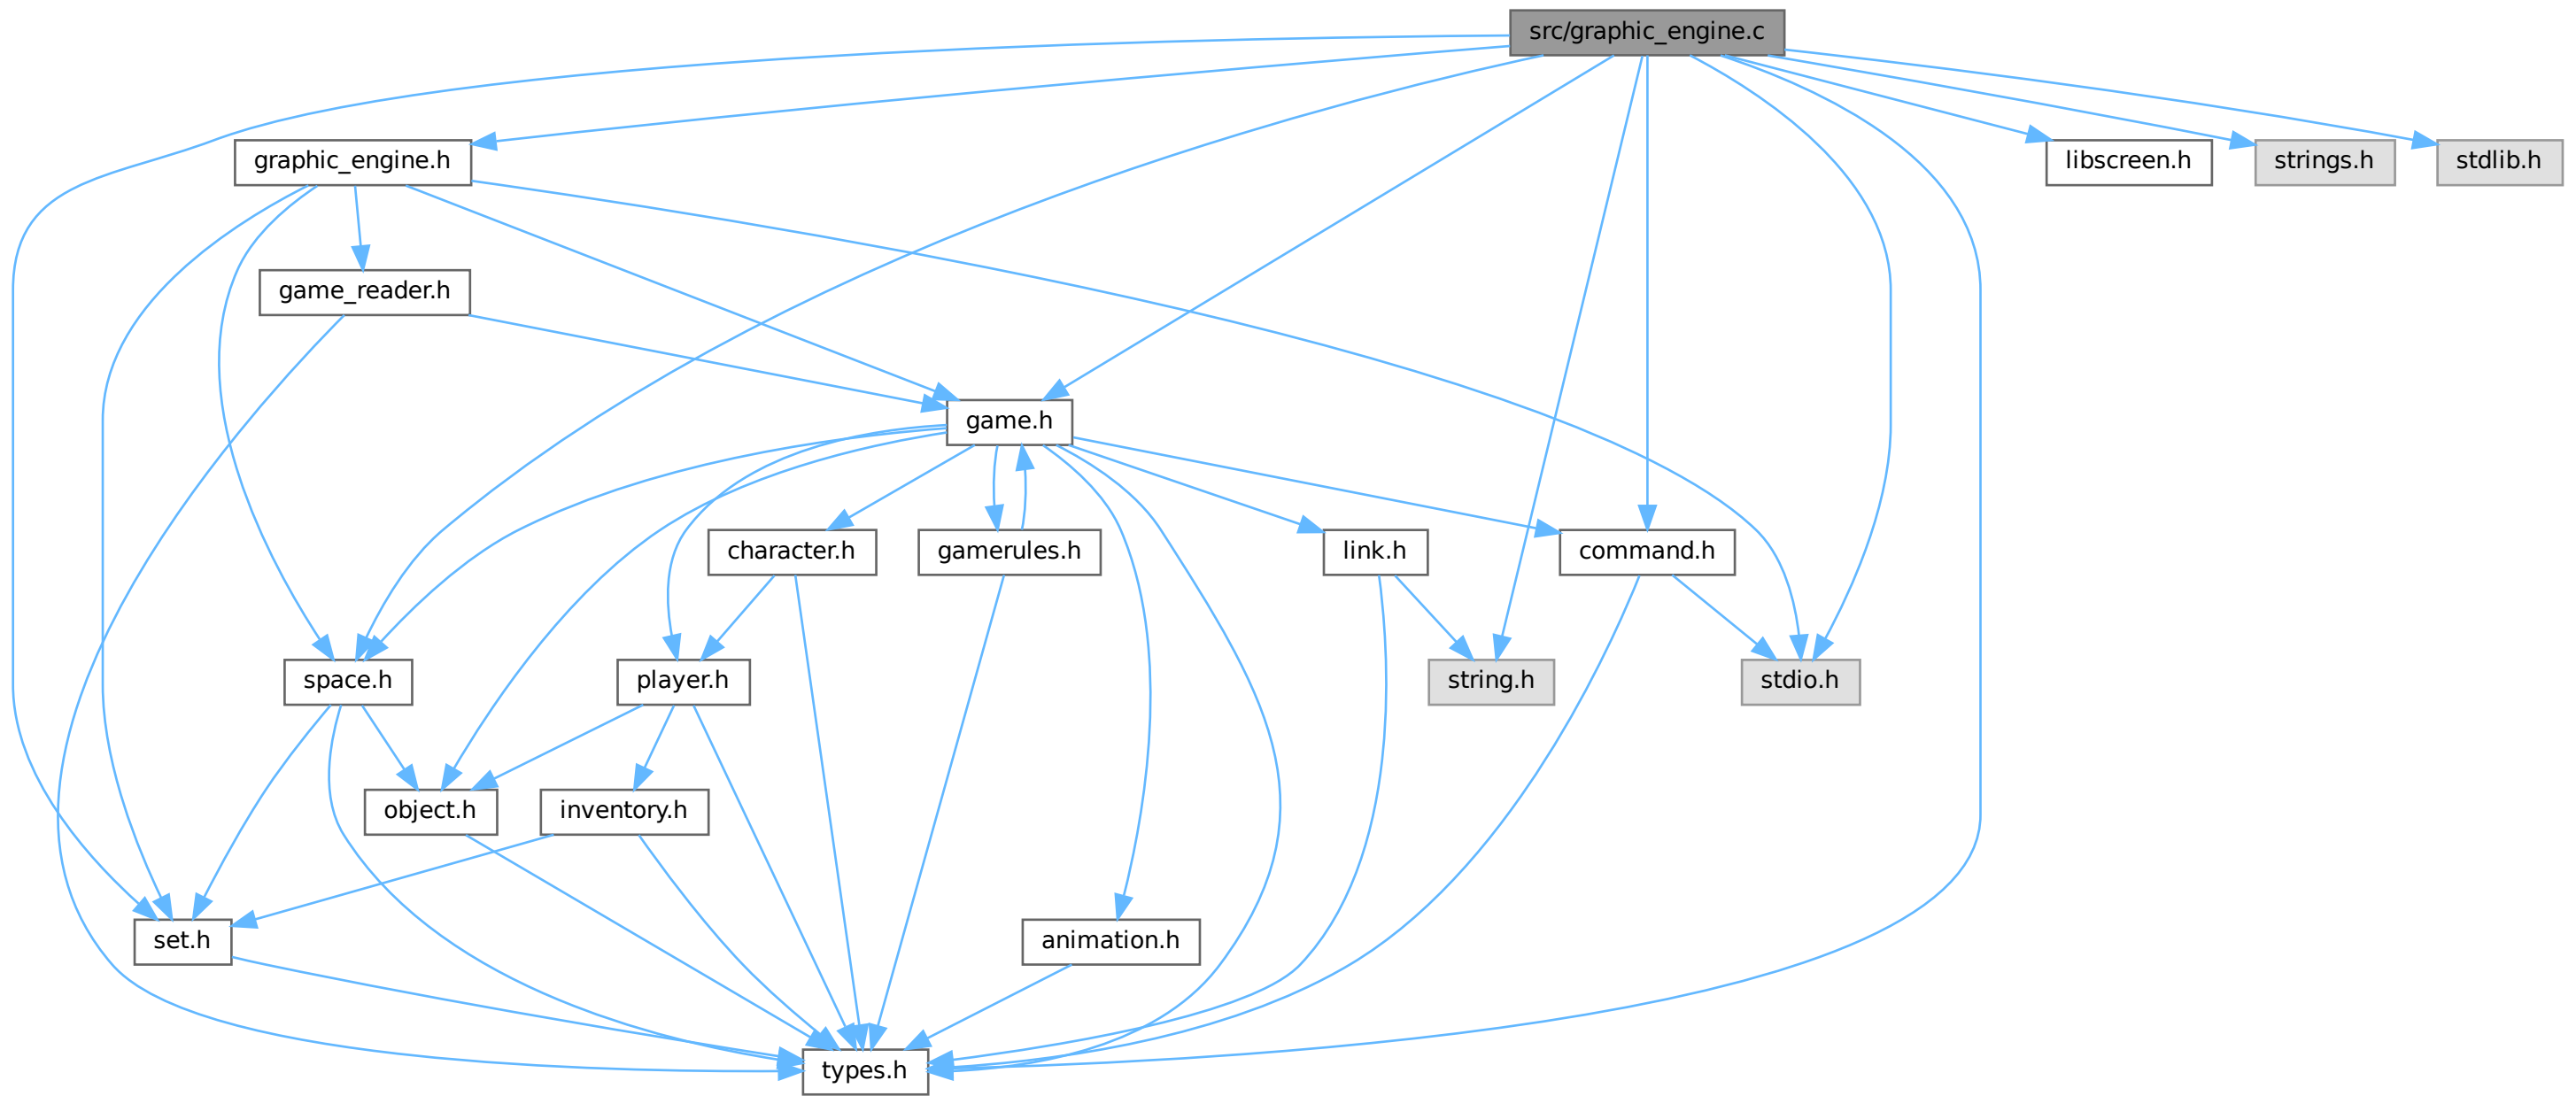 src/graphic_engine.c
graphic_engine.h
libscreen.h
strings.h
stdlib.h
game_reader.h
game.h
character.h
gamerules.h
link.h
command.h
space.h
player.h
string.h
stdio.h
object.h
inventory.h
set.h
animation.h
types.h